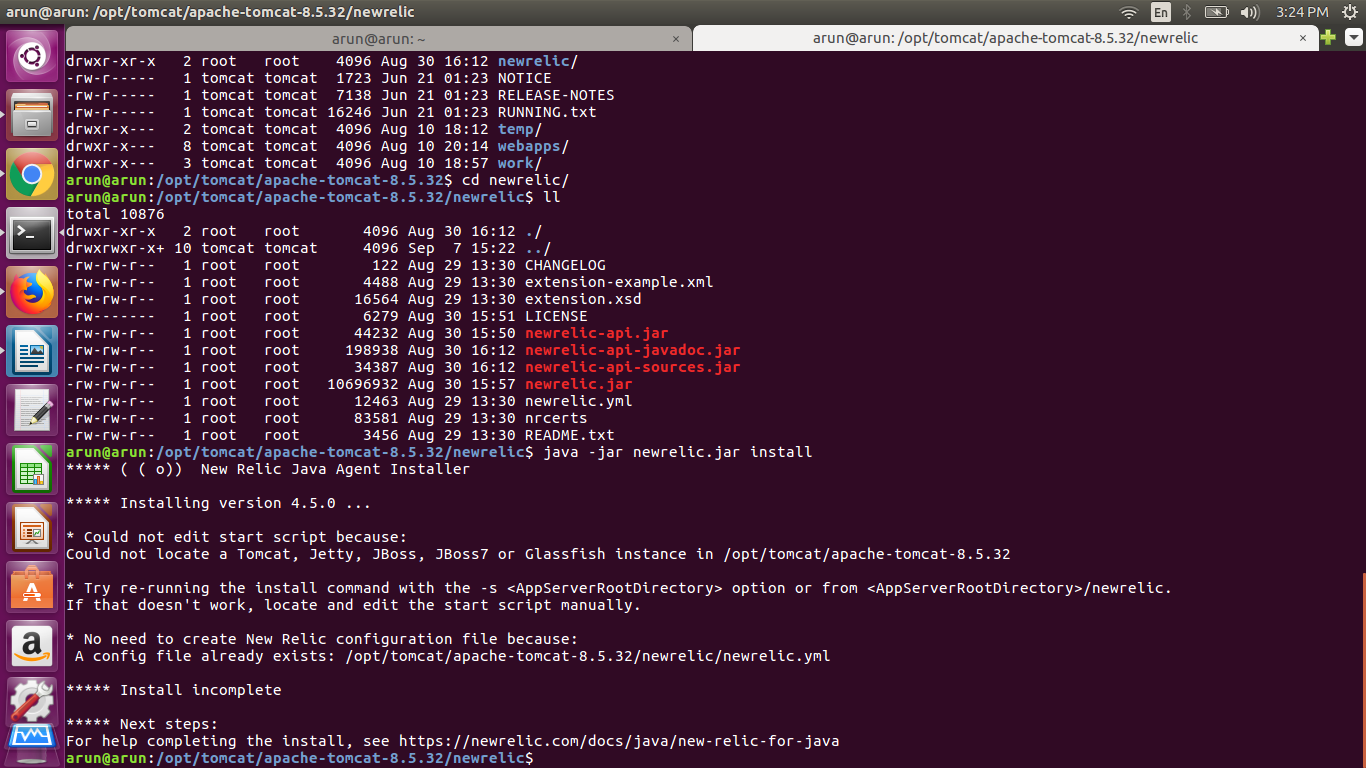 arun@arun: /opt/tomcat/apache-tomcat-8.5.32/newrelic
En
3:24 PM
arun@arun: ~ ×
arun@arun: /opt/tomcat/apache-tomcat-8.5.32/newrelic ×
drwxr-xr-x   2 root   root    4096 Aug 30 16:12 newrelic/
-rw-r-----   1 tomcat tomcat  1723 Jun 21 01:23 NOTICE
-rw-r-----   1 tomcat tomcat  7138 Jun 21 01:23 RELEASE-NOTES
-rw-r-----   1 tomcat tomcat 16246 Jun 21 01:23 RUNNING.txt
drwxr-x---   2 tomcat tomcat  4096 Aug 10 18:12 temp/
drwxr-x---   8 tomcat tomcat  4096 Aug 10 20:14 webapps/
drwxr-x---   3 tomcat tomcat  4096 Aug 10 18:57 work/
arun@arun:/opt/tomcat/apache-tomcat-8.5.32$ cd newrelic/
arun@arun:/opt/tomcat/apache-tomcat-8.5.32/newrelic$ ll
total 10876
drwxr-xr-x   2 root   root       4096 Aug 30 16:12 ./
drwxrwxr-x+ 10 tomcat tomcat     4096 Sep  7 15:22 ../
-rw-rw-r--   1 root   root        122 Aug 29 13:30 CHANGELOG
-rw-rw-r--   1 root   root       4488 Aug 29 13:30 extension-example.xml
-rw-rw-r--   1 root   root      16564 Aug 29 13:30 extension.xsd
-rw-------   1 root   root       6279 Aug 30 15:51 LICENSE
-rw-rw-r--   1 root   root      44232 Aug 30 15:50 newrelic-api.jar
-rw-rw-r--   1 root   root     198938 Aug 30 16:12 newrelic-api-javadoc.jar
-rw-rw-r--   1 root   root      34387 Aug 30 16:12 newrelic-api-sources.jar
-rw-rw-r--   1 root   root   10696932 Aug 30 15:57 newrelic.jar
-rw-rw-r--   1 root   root      12463 Aug 29 13:30 newrelic.yml
-rw-rw-r--   1 root   root      83581 Aug 29 13:30 nrcerts
-rw-rw-r--   1 root   root       3456 Aug 29 13:30 README.txt
arun@arun:/opt/tomcat/apache-tomcat-8.5.32/newrelic$ java -jar newrelic.jar install
***** ( ( o))  New Relic Java Agent Installer
***** Installing version 4.5.0 ...
* Could not edit start script because:
Could not locate a Tomcat, Jetty, JBoss, JBoss7 or Glassfish instance in /opt/tomcat/apache-tomcat-8.5.32
* Try re-running the install command with the -s <AppServerRootDirectory> option or from <AppServerRootDirectory>/newrelic.
If that doesn't work, locate and edit the start script manually.
* No need to create New Relic configuration file because:
 A config file already exists: /opt/tomcat/apache-tomcat-8.5.32/newrelic/newrelic.yml
***** Install incomplete
***** Next steps:
For help completing the install, see https://newrelic.com/docs/java/new-relic-for-java
arun@arun:/opt/tomcat/apache-tomcat-8.5.32/newrelic$